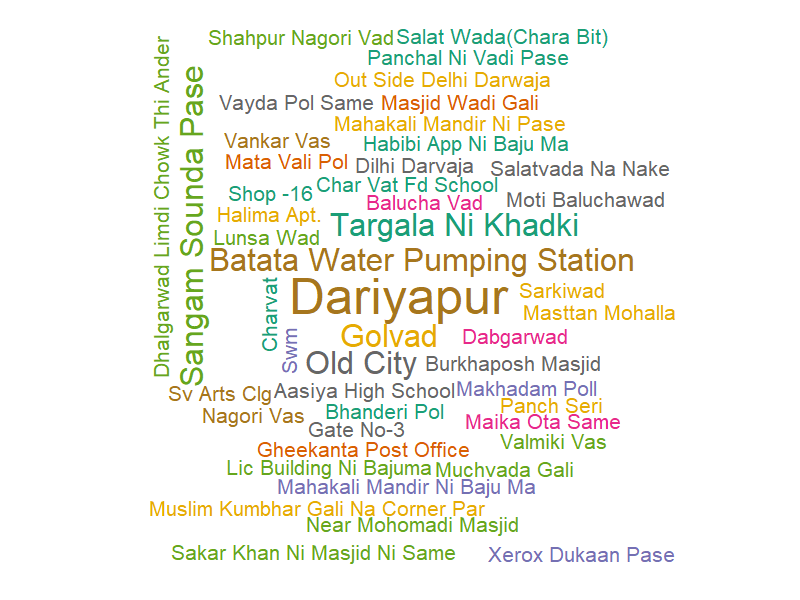 Shahpur Nagori Vad
Salat Wada(Chara Bit)
Panchal Ni Vadi Pase
Out Side Delhi Darwaja
Vayda Pol Same
Masjid Wadi Gali
Mahakali Mandir Ni Pase
Vankar Vas
Habibi App Ni Baju Ma
Mata Vali Pol
Dilhi Darvaja
Salatvada Na Nake
Shop -16
Char Vat Fd School
Balucha Vad
Moti Baluchawad
Halima Apt.
Targala Ni Khadki
Lunsa Wad
Batata Water Pumping Station
Dhalgarwad Limdi Chowk Thi Ander
Sangam Sounda Pase
Charvat
Dariyapur
Sarkiwad
Masttan Mohalla
Swm
Golvad
Dabgarwad
Old City
Burkhaposh Masjid
Sv Arts Clg
Aasiya High School
Makhadam Poll
Nagori Vas
Bhanderi Pol
Panch Seri
Gate No-3
Maika Ota Same
Gheekanta Post Office
Valmiki Vas
Lic Building Ni Bajuma
Muchvada Gali
Mahakali Mandir Ni Baju Ma
Muslim Kumbhar Gali Na Corner Par
Near Mohomadi Masjid
Sakar Khan Ni Masjid Ni Same
Xerox Dukaan Pase